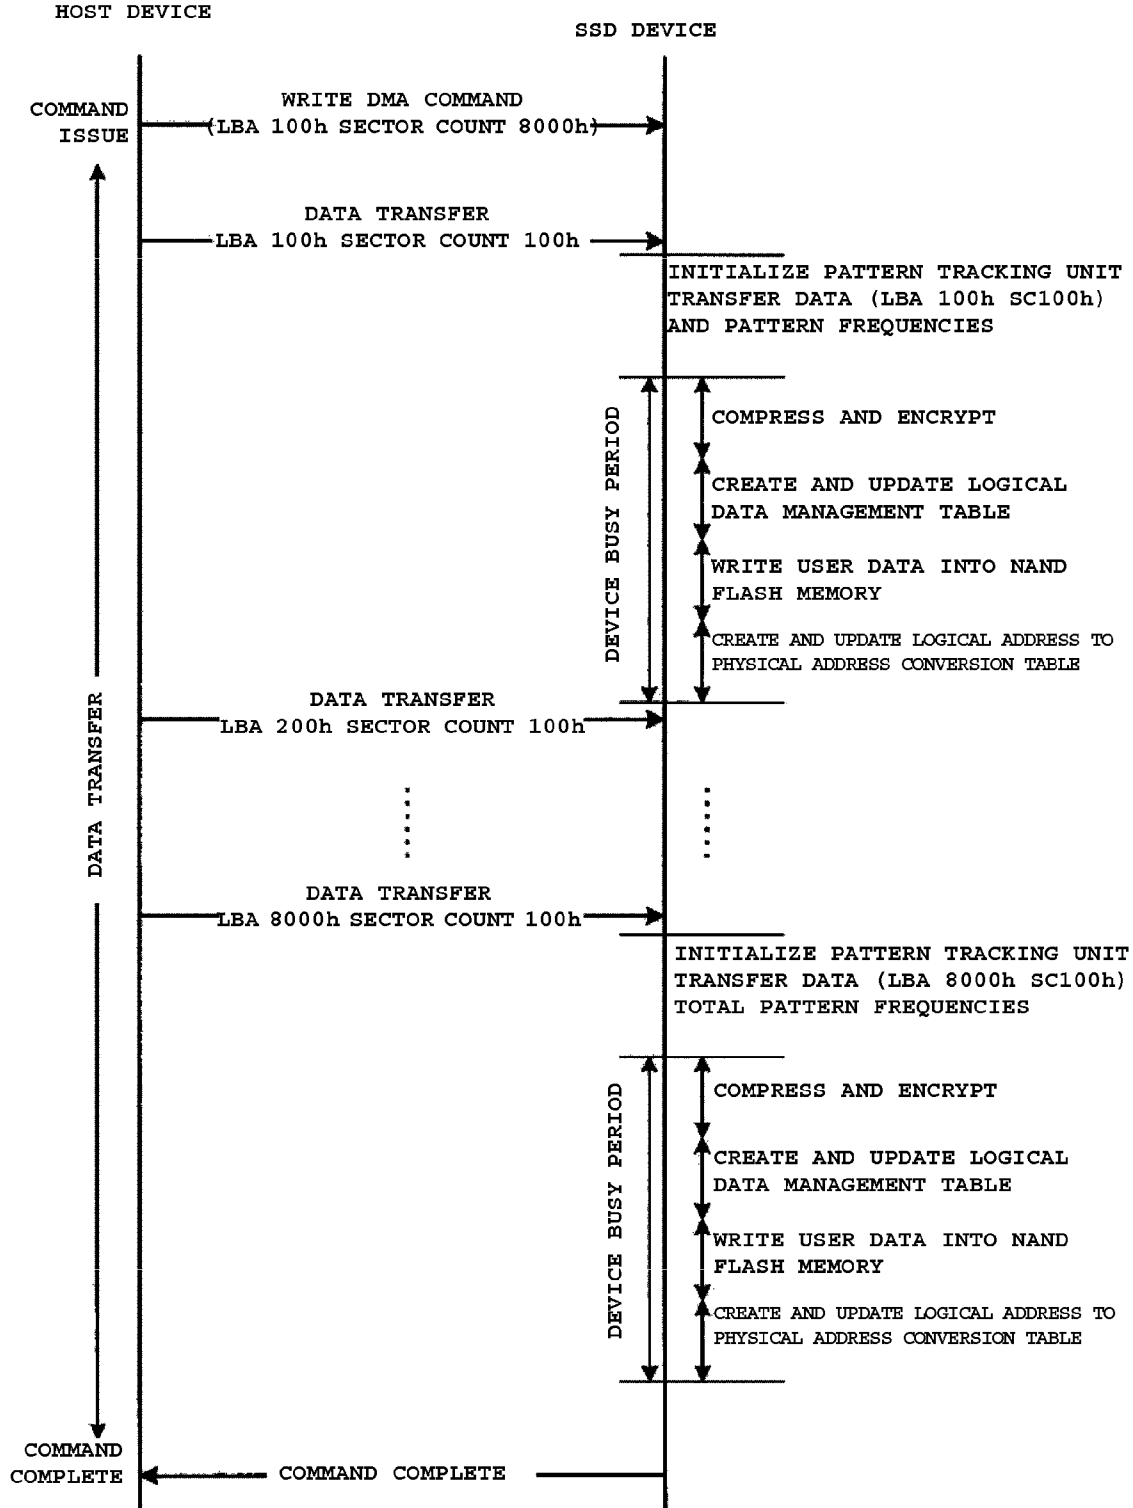 HOST DEVICE
SSD DEVICE
COMMAND
ISSUE
WRITE DMA COMMAND
(LBA 100h SECTOR COUNT 8000h)
DATA TRANSFER
LBA 100h SECTOR COUNT 100h
INITIALIZE PATTERN TRACKING UNIT
TRANSFER DATA (LBA 100h SC100h)
AND PATTERN FREQUENCIES
DEVICE BUSY PERIOD
COMPRESS AND ENCRYPT
CREATE AND UPDATE LOGICAL
DATA MANAGEMENT TABLE
WRITE USER DATA INTO NAND
FLASH MEMORY
CREATE AND UPDATE LOGICAL ADDRESS TO
PHYSICAL ADDRESS CONVERSION TABLE
DATA TRANSFER
DATA TRANSFER
LBA 200h SECTOR COUNT 100h
DATA TRANSFER
LBA 8000h SECTOR COUNT 100h
INITIALIZE PATTERN TRACKING UNIT
TRANSFER DATA (LBA 8000h SC100h)
TOTAL PATTERN FREQUENCIES
DEVICE BUSY PERIOD
COMPRESS AND ENCRYPT
CREATE AND UPDATE LOGICAL
DATA MANAGEMENT TABLE
WRITE USER DATA INTO NAND
FLASH MEMORY
CREATE AND UPDATE LOGICAL ADDRESS TO
PHYSICAL ADDRESS CONVERSION TABLE
COMMAND
COMPLETE
COMMAND COMPLETE